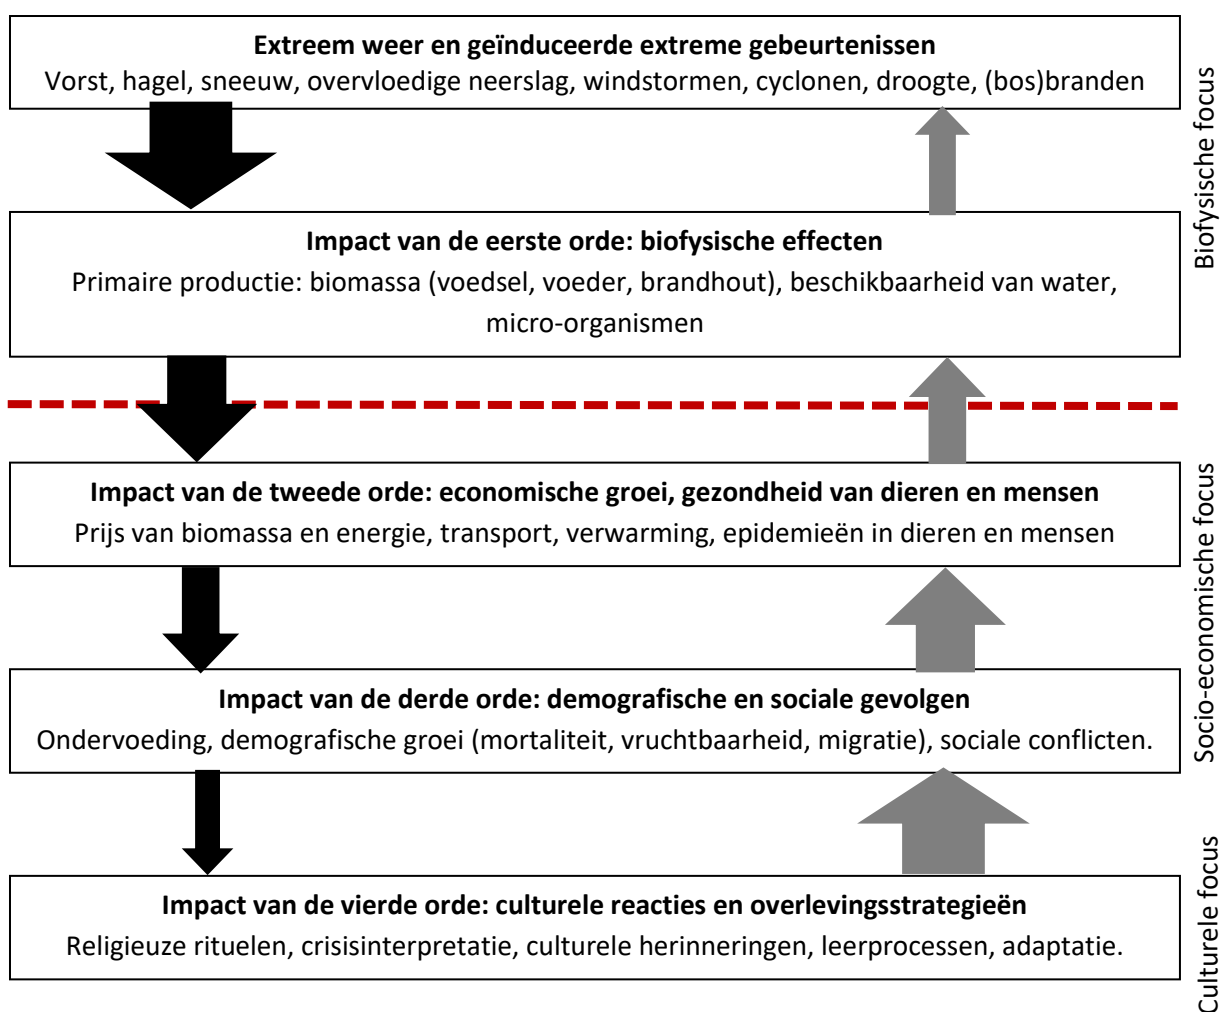 Extreem weer en geïnduceerde extreme gebeurtenissen
Vorst, hagel, sneeuw, overvloedige neerslag, windstormen, cyclonen, droogte, (bos)branden
Biofysische focus
Impact van de eerste orde: biofysische effecten
Primaire productie: biomassa (voedsel, voeder, brandhout), beschikbaarheid van water,
micro-organismen
Impact van de tweede orde: economische groei, gezondheid van dieren en mensen
Prijs van biomassa en energie, transport, verwarming, epidemieën in dieren en mensen
Socio-economische focus
Impact van de derde orde: demografische en sociale gevolgen
Ondervoeding, demografische groei (mortaliteit, vruchtbaarheid, migratie), sociale conflicten.
Impact van de vierde orde: culturele reacties en overlevingsstrategieën
Religieuze rituelen, crisisinterpretatie, culturele herinneringen, leerprocessen, adaptatie.
Culturele focus